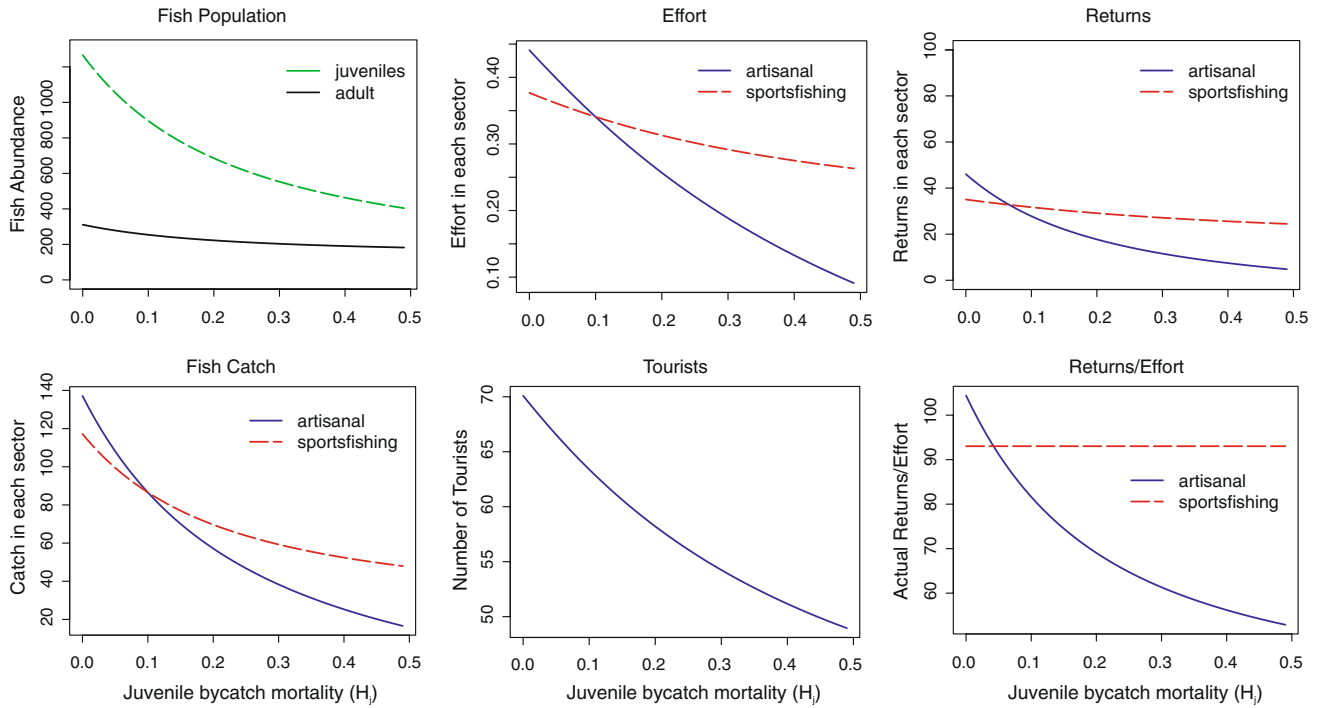 Fish Population
Fish Abundance
0
200
400
600
800
1 000
juveniles
adult
0.0 0.1 0.2 0.3 0.4 0.5
Effort
Effort in each sector
0.10
0.20
0.30
0.40
artisanal
sportsfishing
0.0 0.1 0.2 0.3 0.4 0.5
Returns
Returns in each sector
0
20
40
60
80
100
artisanal
sportsfishing
0.0 0.1 0.2 0.3 0.4 0.5
Fish Catch
Catch in each sector
20
40
60
80
100
120
140
artisanal
sportsfishing
0.0 0.1 0.2 0.3 0.4 0.5
Juvenile bycatch mortality (Hj)
Tourists
Number of Tourists
50
55
60
65
70
0.0 0.1 0.2 0.3 0.4 0.5
Juvenile bycatch mortality (Hj)
Returns/Effort
Actual Returns/Effort
60
70
80
90
100
artisanal
sportsfishing
0.0 0.1 0.2 0.3 0.4 0.5
Juvenile bycatch mortality (Hj)